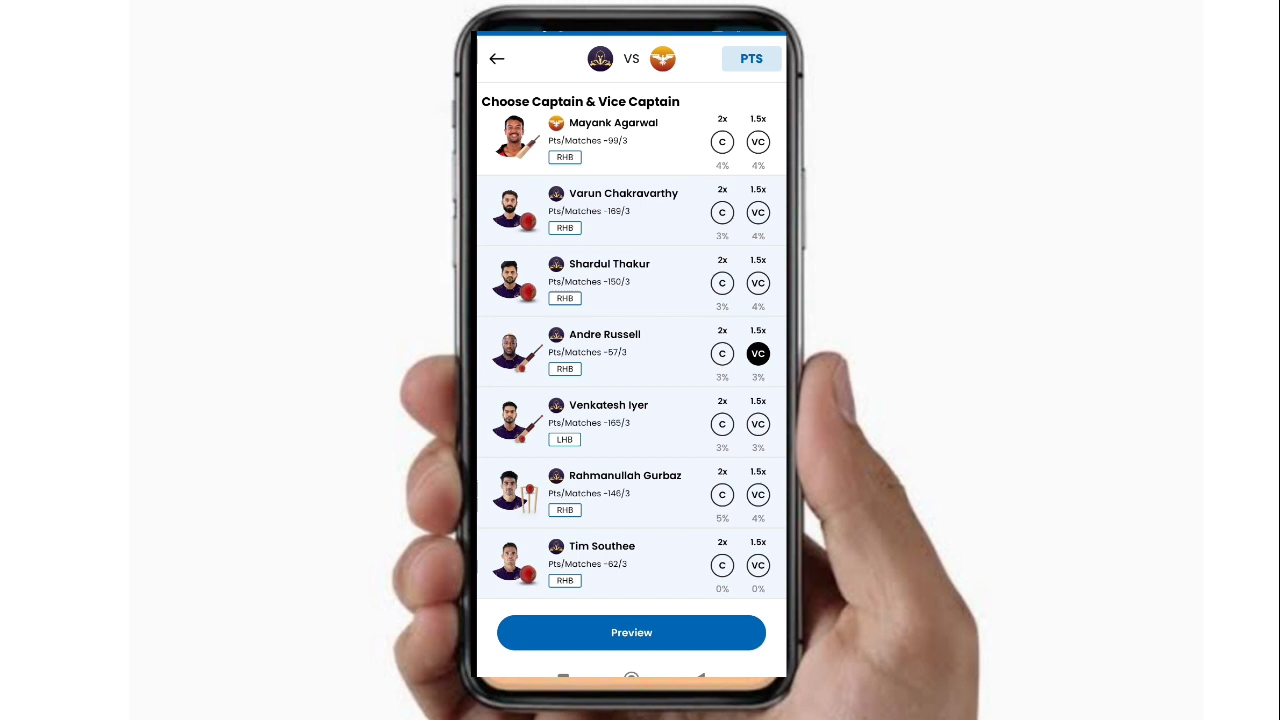 VS
PTS
Choose Captain & Vice Captain
Mayank Agarwal 2x 1.5x
Pts/Matches -99/3 C VC
RHB 4% 4%
Varun Chakravarthy 2x 1.5x
Pts/Matches -169/3 C VC
RHB 3% 4%
Shardul Thakur 2x 1.5x
Pts/Matches -150/3 C VC
RHB 3% 4%
Andre Russell 2x 1.5x
Pts/Matches -57/3 C VC
RHB 3% 3%
Venkatesh Iyer 2x 1.5x
Pts/Matches -165/3 C VC
LHB 3% 3%
Rahmanullah Gurbaz 2x 1.5x
Pts/Matches -146/3 C VC
RHB 5% 4%
Tim Southee 2x 1.5x
Pts/Matches -62/3 C VC
RHB 0% 0%
Preview